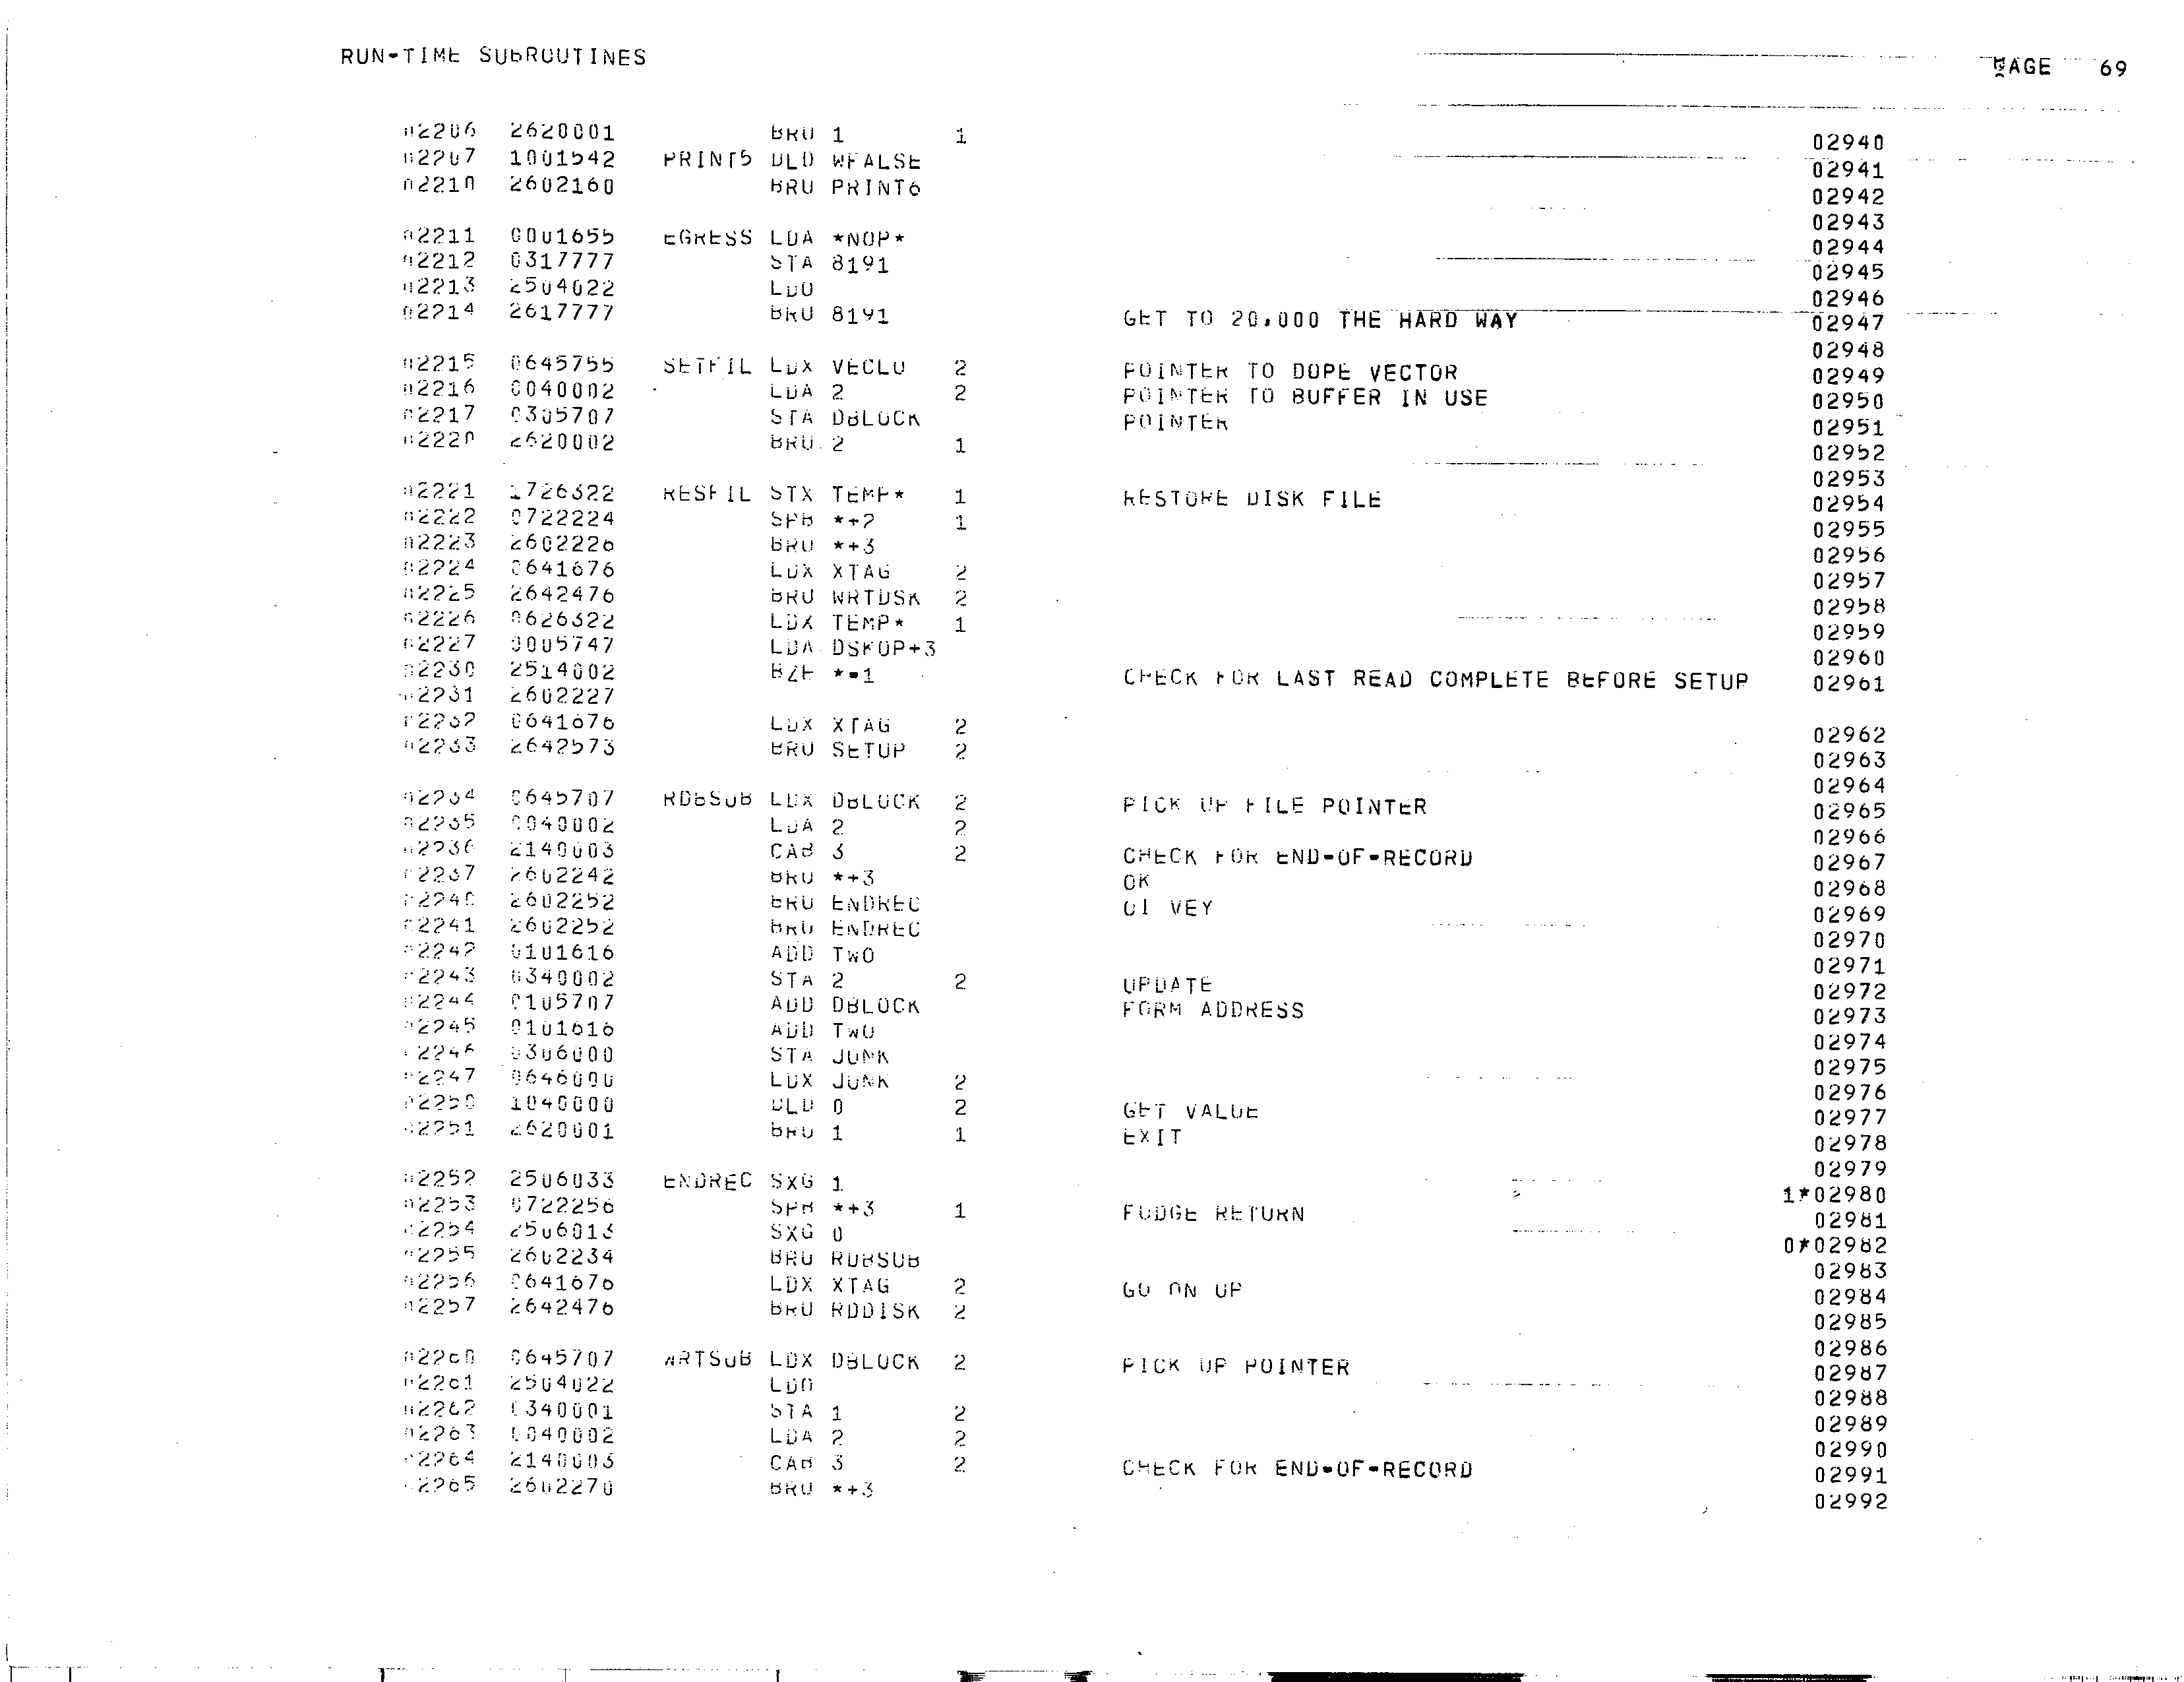 RUN-TIME SUBROUTINES PAGE 69
02206 2620001 BRU 1 1 02940
02207 1001542 PRINT5 DLD WFALSE 02941
02210 2602160 BRU PRINT6 02942
02943
02211 0001655 EGRESS LDA *NOP* 02944
02212 0317777 STA 8191 02945
02213 2504022 LDO 02946
02214 2617777 BRU 8191 GET TO 20,000 THE HARD WAY 02947
02948
02215 0645755 SETFIL LDX VECLO 2 POINTER TO DOPE VECTOR 02949
02216 0040002 LDA 2 2 POINTER TO BUFFER IN USE 02950
02217 0305707 STA DBLOCK POINTER 02951
02220 2620002 BRU 2 1 02952
02953
02221 1726322 RESFIL STX TEMP* 1 RESTORE DISK FILE 02954
02222 0722224 SPB *+2 1 02955
02223 2602226 BRU *+3 02956
02224 0641676 LDX XTAG 2 02957
02225 2642476 BRU WRTDSK 2 02958
02226 0626322 LDX TEMP* 1 02959
02227 0005747 LDA DSKOP+3 02960
02230 2514002 BZE *-1 CHECK FOR LAST READ COMPLETE BEFORE SETUP 02961
02231 2602227
02232 0641676 LDX XTAG 2 02962
02233 2642573 BRU SETUP 2 02963
02964
02234 0645707 RDBSUB LDX DBLOCK 2 PICK UP FILE POINTER 02965
02235 0040002 LDA 2 2 02966
02236 2140003 CAB 3 2 CHECK FOR END-OF-RECORD 02967
02237 2602242 BRU *+3 OK 02968
02240 2602252 BRU ENDREC OI VEY 02969
02241 2602252 BRU ENDREC 02970
02242 0101616 ADD TWO 02971
02243 0340002 STA 2 2 UPDATE 02972
02244 0105707 ADD DBLOCK FORM ADDRESS 02973
02245 0101616 ADD TWO 02974
02246 0306000 STA JUNK 02975
02247 0646000 LDX JUNK 2 02976
02250 1040000 DLD 0 2 GET VALUE 02977
02251 2620001 BRU 1 1 EXIT 02978
02979
02252 2506033 ENDREC SXG 1 1*02980
02253 0722256 SPB *+3 1 FUDGE RETURN 02981
02254 2506013 SXG 0 0*02982
02255 2602234 BRU RDBSUB 02983
02256 0641676 LDX XTAG 2 GO ON UP 02984
02257 2642476 BRU RDDISK 2 02985
02986
02260 0645707 WRTSUB LDX DBLOCK 2 PICK UP POINTER 02987
02261 2504022 LDO 02988
02262 0340001 STA 1 2 02989
02263 0040002 LDA 2 2 02990
02264 2140003 CAB 3 2 CHECK FOR END-OF-RECORD 02991
02265 2602270 BRU *+3 02992